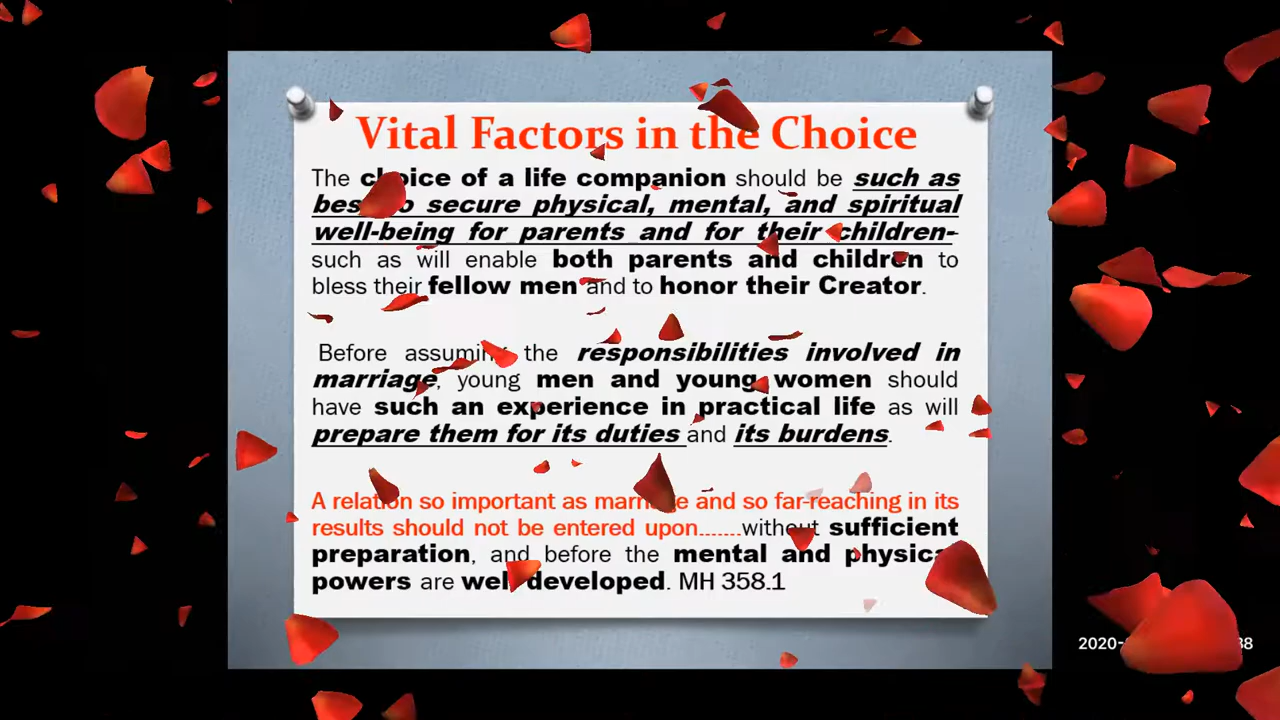 Vital Factors in the Choice
The choice of a life companion should be such as
best to secure physical, mental, and spiritual
well-being for parents and for their children-
such as will enable both parents and children to
bless their fellow men and to honor their Creator.
Before assuming the responsibilities involved in
marriage, young men and young women should
have such an experience in practical life as will
prepare them for its duties and its burdens.
A relation so important as marriage and so far-reaching in its
results should not be entered upon.......without sufficient
preparation, and before the mental and physical
powers are well developed. MH 358.1
2020-